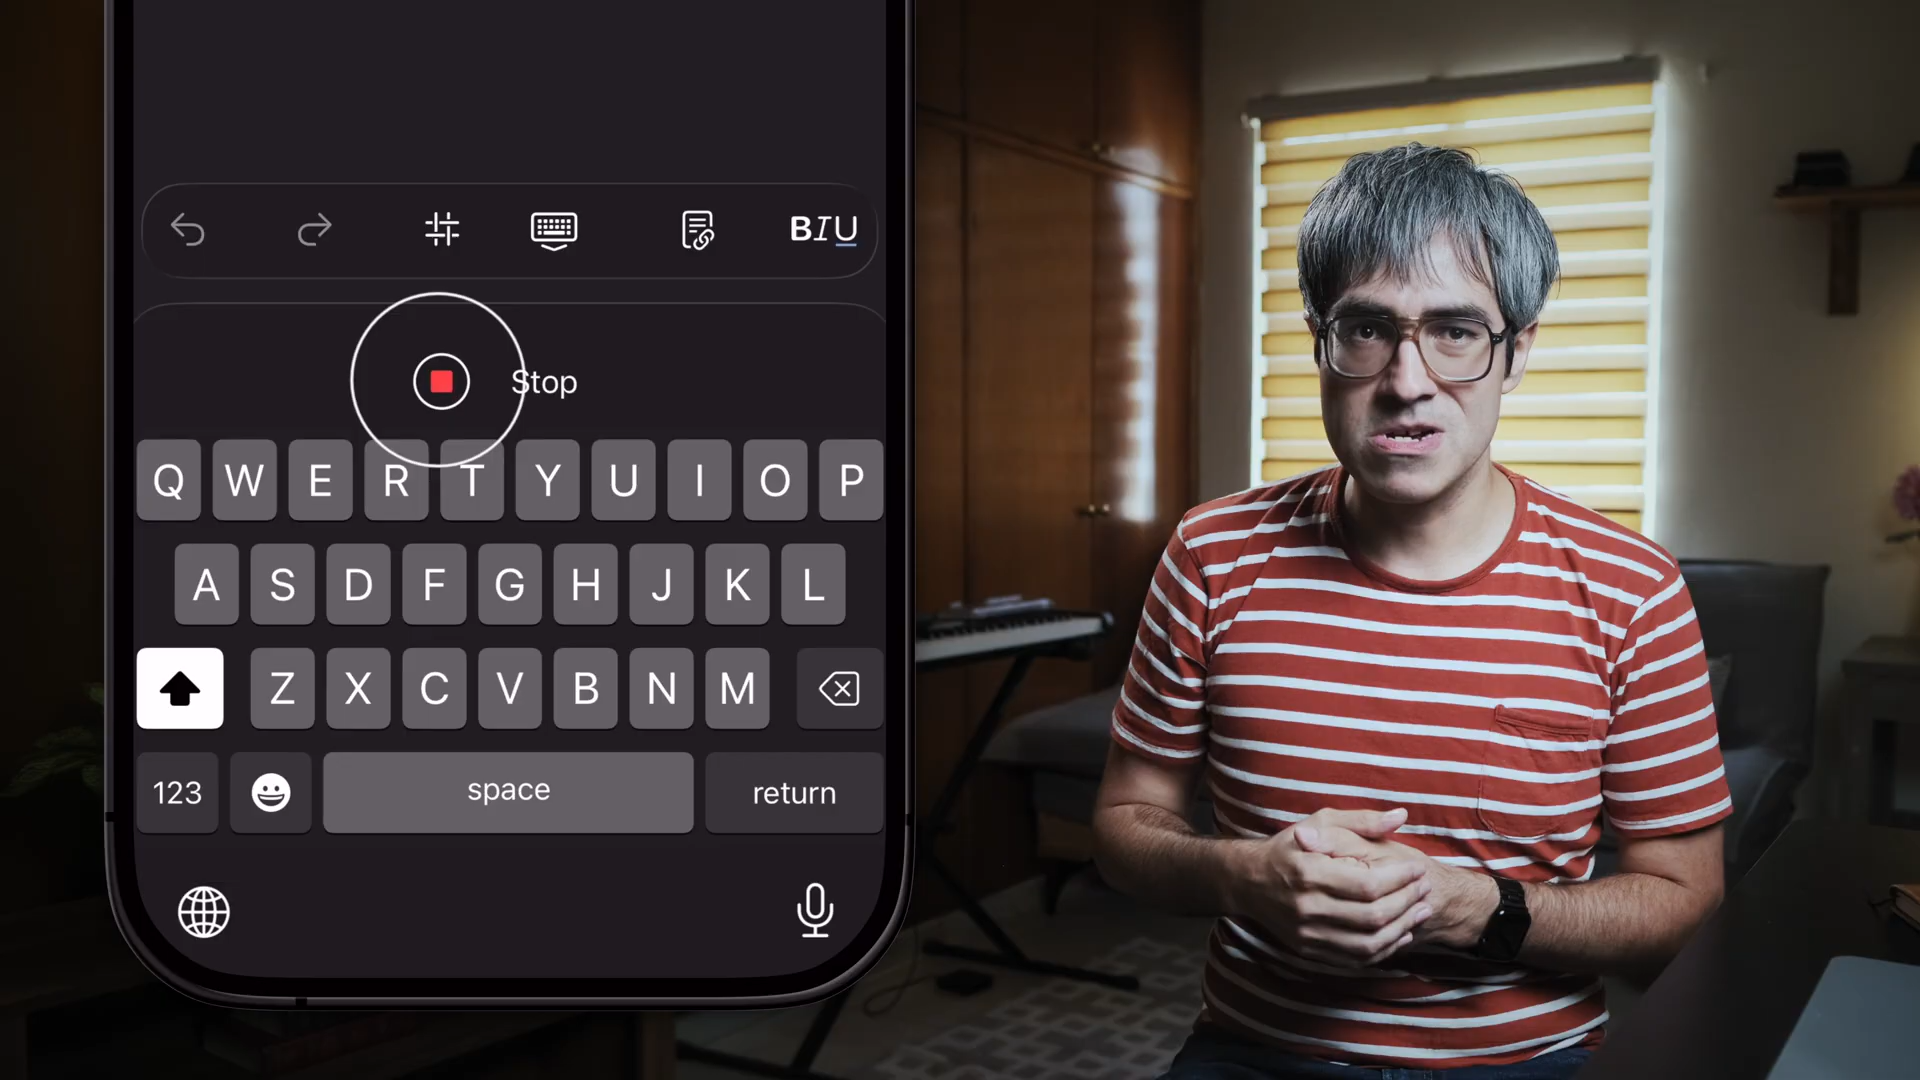 BIU
Stop
Q W E R T Y U I O P
A S D F G H J K L
Z X C V B N M
123 space return